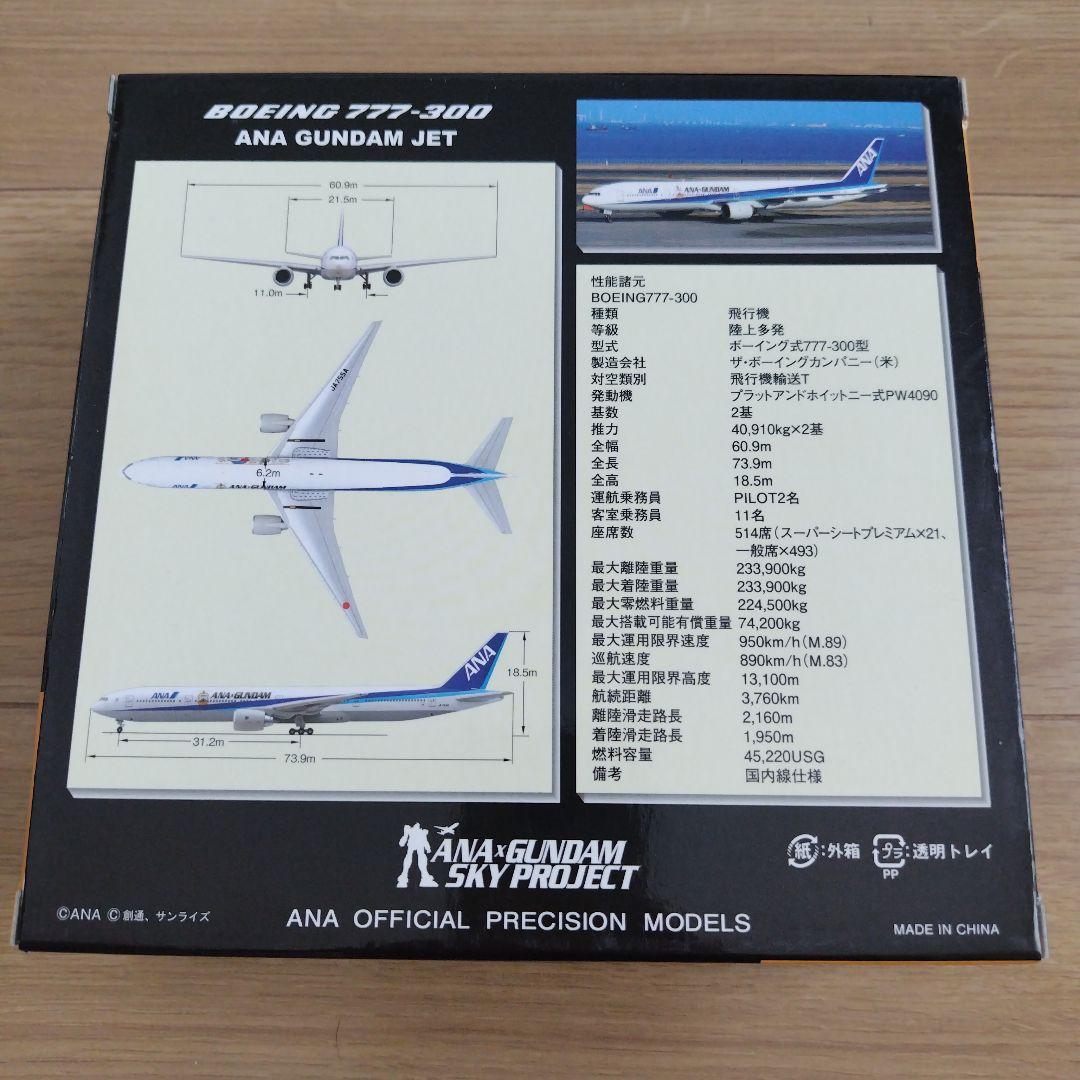 BOEING 777-300
ANA GUNDAM JET
60.9m
21.5m
11.0m
JA755A
ANA
6.2m
ANA
ANA×GUNDAM
ANA
18.5m
ANA
ANA×GUNDAM
31.2m
73.9m
ANA
ANA
ANA×GUNDAM
性能諸元
BOEING777-300
種類 飛行機
等級 陸上多発
型式 ボーイング式777-300型
製造会社 ザ・ボーイングカンパニー(米)
対空類別 飛行機輸送T
発動機 プラットアンドホイットニー式PW4090
基数 2基
推力 40,910kg×2基
全幅 60.9m
全長 73.9m
全高 18.5m
運航乗務員 PILOT2名
客室乗務員 11名
座席数 514席(スーパーシートプレミアム×21、
一般席×493)
最大離陸重量 233,900kg
最大着陸重量 233,900kg
最大零燃料重量 224,500kg
最大搭載可能有償重量 74,200kg
最大運用限界速度 950km/h(M.89)
巡航速度 890km/h(M.83)
最大運用限界高度 13,100m
航続距離 3,760km
離陸滑走路長 2,160m
着陸滑走路長 1,950m
燃料容量 45,220USG
備考 国内線仕様
ANA×GUNDAM
SKY PROJECT
紙:外箱 プラ:透明トレイ
PP
©ANA ©創通、サンライズ
ANA OFFICIAL PRECISION MODELS
MADE IN CHINA